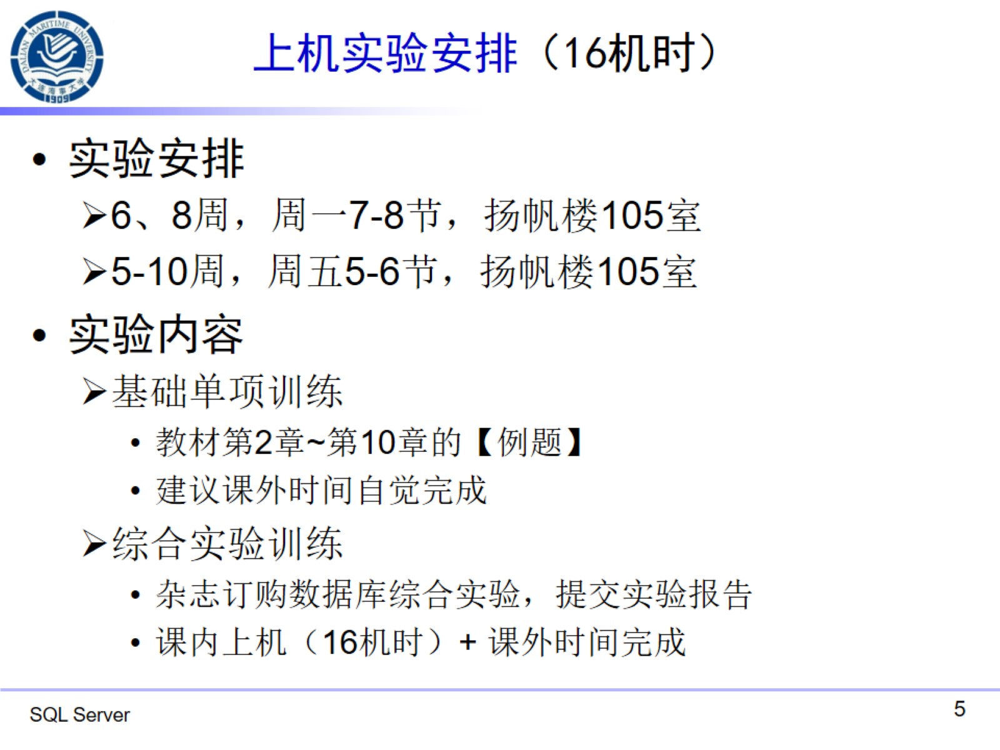 DALIAN MARITIME UNIVERSITY
大连海事大学
1909
上机实验安排（16机时）
• 实验安排
➢6、8周，周一7-8节，扬帆楼105室
➢5-10周，周五5-6节，扬帆楼105室
• 实验内容
➢基础单项训练
• 教材第2章~第10章的【例题】
• 建议课外时间自觉完成
➢综合实验训练
• 杂志订购数据库综合实验，提交实验报告
• 课内上机（16机时）+ 课外时间完成
SQL Server
5